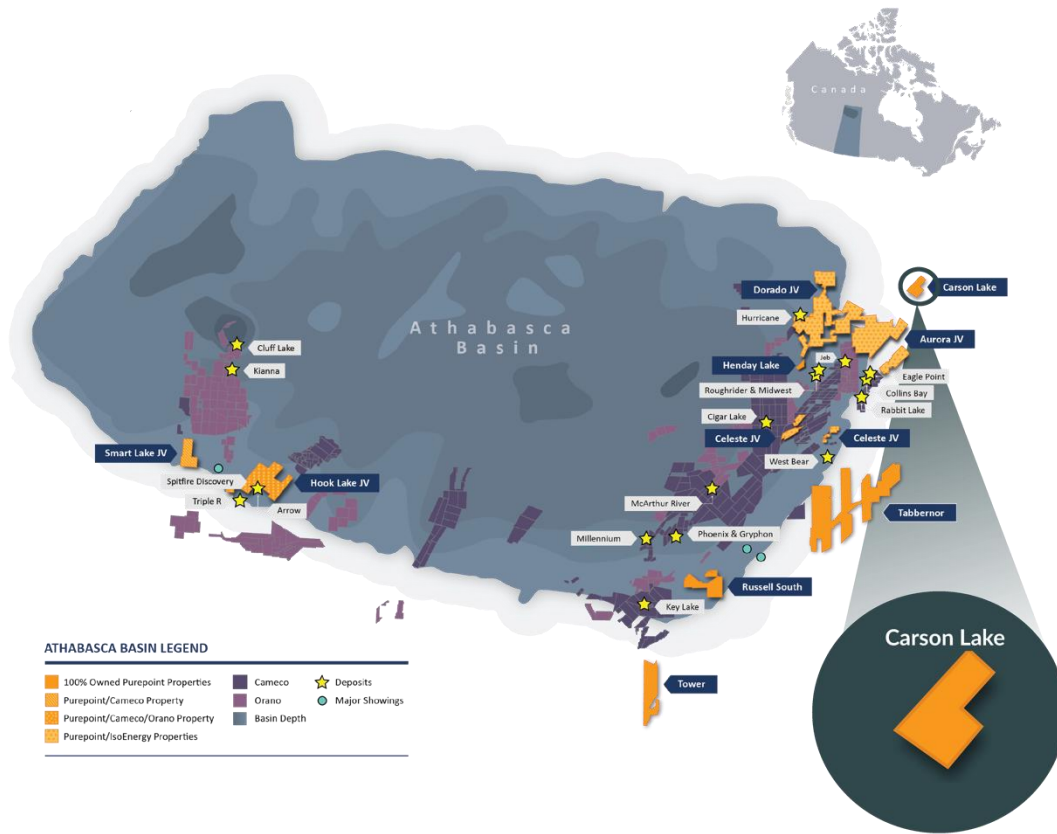 Canada
Athabasca
Basin
Dorado JV
Carson Lake
Hurricane
Aurora JV
Cluff Lake
Kianna
Henday Lake
Jeb
Eagle Point
Roughrider & Midwest
Collins Bay
Rabbit Lake
Cigar Lake
Celeste JV
Celeste JV
Smart Lake JV
West Bear
Spitfire Discovery
Hook Lake JV
Triple R
Arrow
McArthur River
Tabbernor
Millennium
Phoenix & Gryphon
Russell South
Key Lake
Tower
Carson Lake
ATHABASCA BASIN LEGEND
100% Owned Purepoint Properties
Purepoint/Cameco Property
Purepoint/Cameco/Orano Property
Purepoint/IsoEnergy Properties
Cameco
Orano
Basin Depth
Deposits
Major Showings